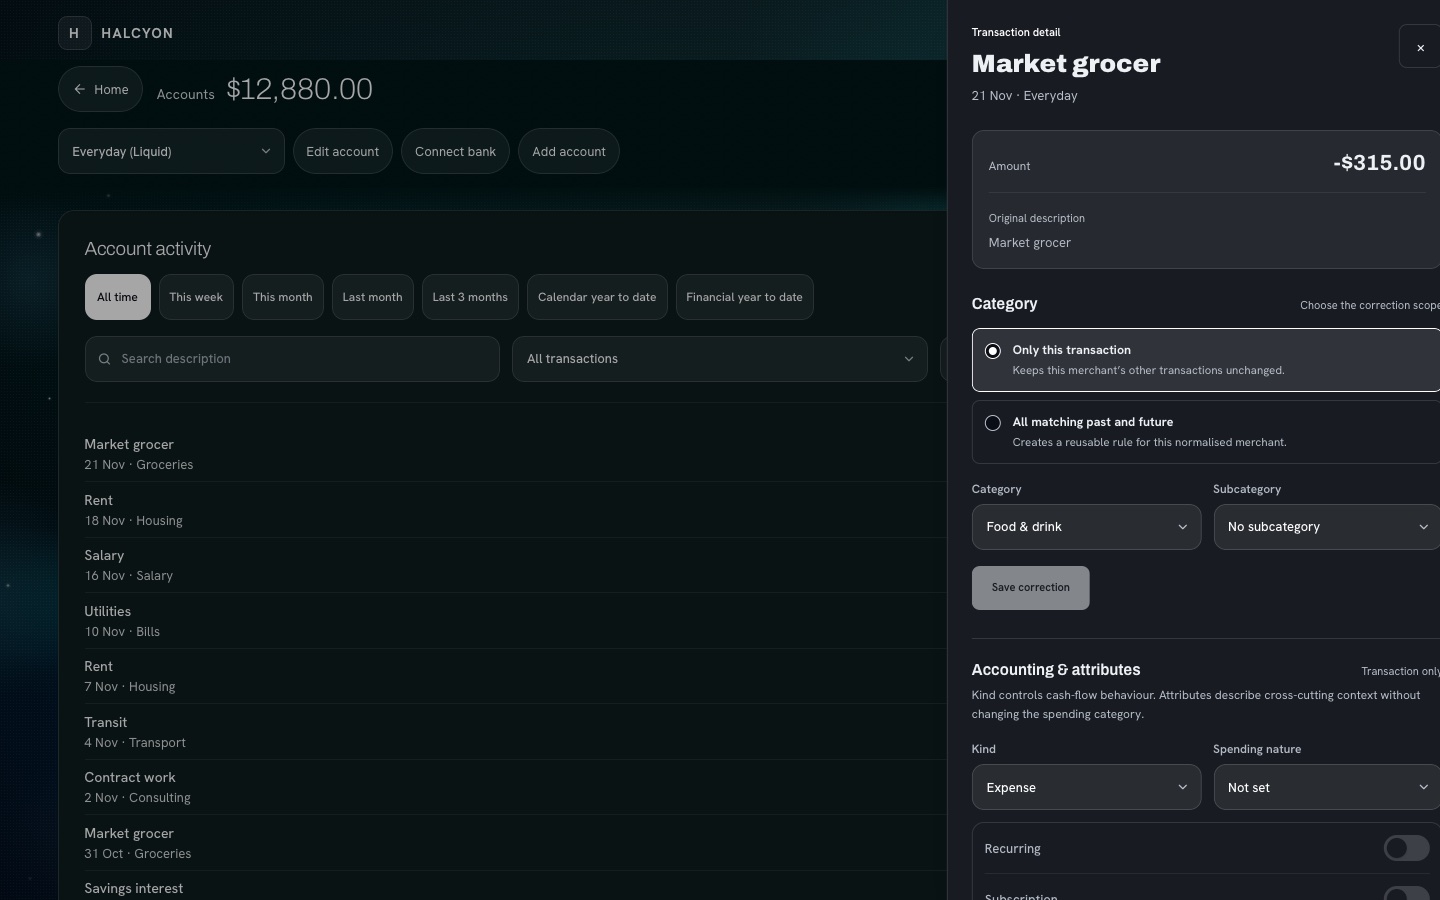 H HALCYON
Home
Accounts $12,880.00
Everyday (Liquid)
Edit account
Connect bank
Add account
Account activity
All time
This week
This month
Last month
Last 3 months
Calendar year to date
Financial year to date
Search description
All transactions
Market grocer
21 Nov · Groceries
Rent
18 Nov · Housing
Salary
16 Nov · Salary
Utilities
10 Nov · Bills
Rent
7 Nov · Housing
Transit
4 Nov · Transport
Contract work
2 Nov · Consulting
Market grocer
31 Oct · Groceries
Savings interest
Transaction detail
×
Market grocer
21 Nov · Everyday
Amount -$315.00
Original description
Market grocer
Category Choose the correction scope
Only this transaction
Keeps this merchant’s other transactions unchanged.
All matching past and future
Creates a reusable rule for this normalised merchant.
Category Subcategory
Food & drink No subcategory
Save correction
Accounting & attributes Transaction only
Kind controls cash-flow behaviour. Attributes describe cross-cutting context without
changing the spending category.
Kind Spending nature
Expense Not set
Recurring
Subscription